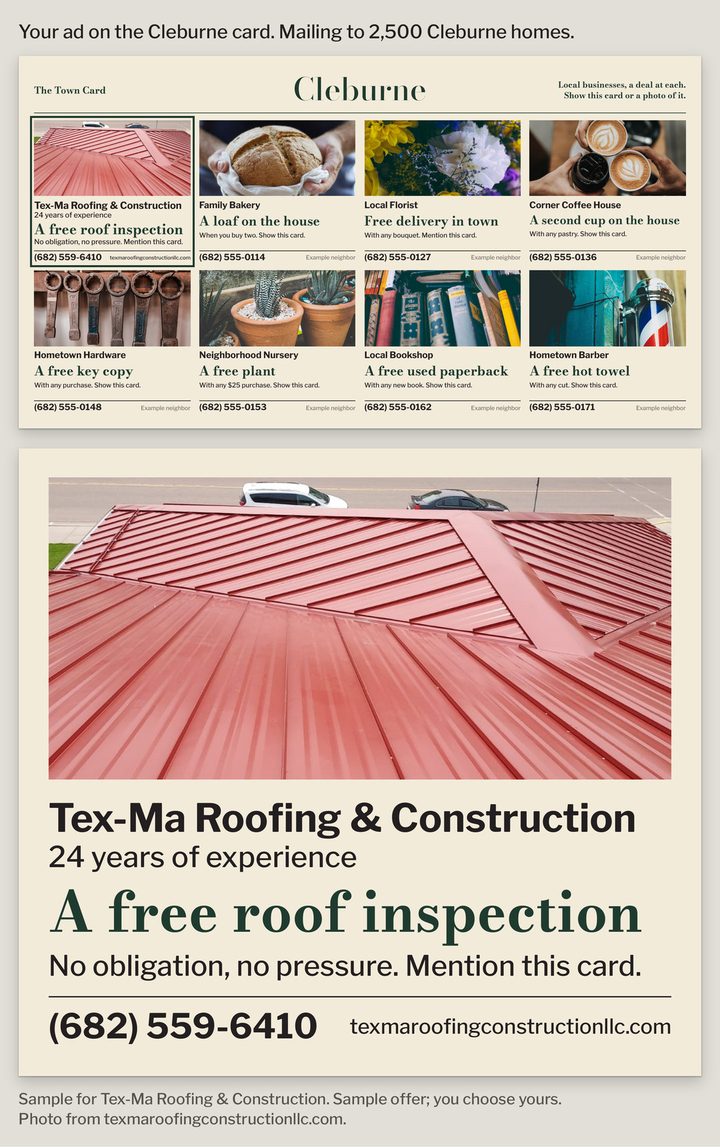 Your ad on the Cleburne card. Mailing to 2,500 Cleburne homes.
The Town Card
Cleburne
Local businesses, a deal at each.
Show this card or a photo of it.
Tex-Ma Roofing & Construction
24 years of experience
A free roof inspection
No obligation, no pressure. Mention this card.
(682) 559-6410 texmaroofingconstructionllc.com
Family Bakery
A loaf on the house
When you buy two. Show this card.
(682) 555-0114 Example neighbor
Local Florist
Free delivery in town
With any bouquet. Mention this card.
(682) 555-0127 Example neighbor
Corner Coffee House
A second cup on the house
With any pastry. Show this card.
(682) 555-0136 Example neighbor
Hometown Hardware
A free key copy
With any purchase. Show this card.
(682) 555-0148 Example neighbor
Neighborhood Nursery
A free plant
With any $25 purchase. Show this card.
(682) 555-0153 Example neighbor
Local Bookshop
A free used paperback
With any new book. Show this card.
(682) 555-0162 Example neighbor
Hometown Barber
A free hot towel
With any cut. Show this card.
(682) 555-0171 Example neighbor
Tex-Ma Roofing & Construction
24 years of experience
A free roof inspection
No obligation, no pressure. Mention this card.
(682) 559-6410 texmaroofingconstructionllc.com
Sample for Tex-Ma Roofing & Construction. Sample offer; you choose yours.
Photo from texmaroofingconstructionllc.com.